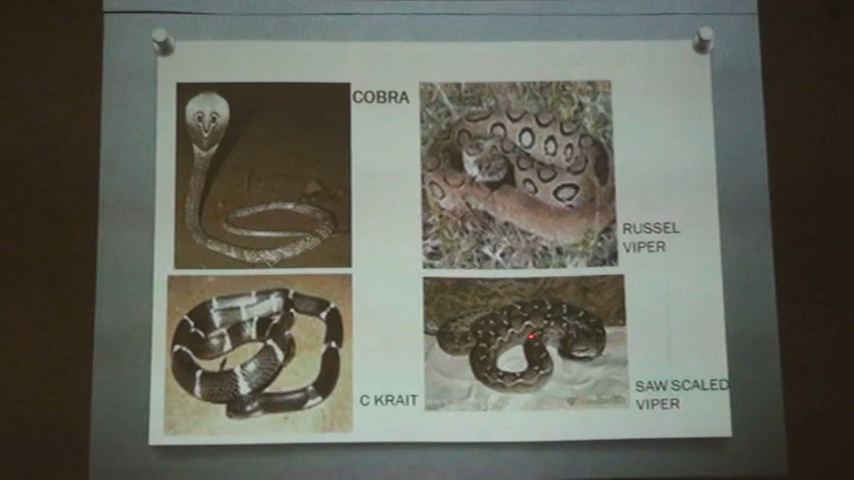 COBRA
RUSSEL
VIPER
C KRAIT
SAW SCALED
VIPER